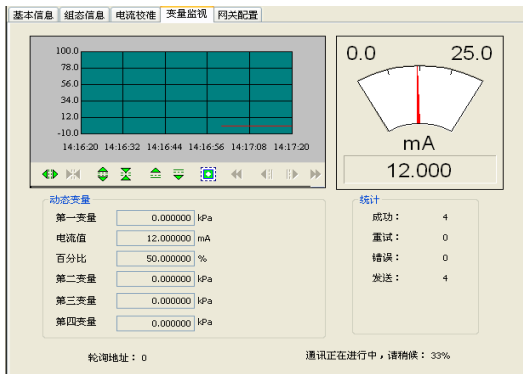 基本信息 组态信息 电流校准 变量监视 网关配置
100.0
78.0
56.0
34.0
12.0
-10.0
14:16:20 14:16:32 14:16:44 14:16:56 14:17:08 14:17:20
0.0 25.0
mA
12.000
动态变量
第一变量 0.000000 kPa
电流值 12.000000 mA
百分比 50.000000 %
第二变量 0.000000 kPa
第三变量 0.000000 kPa
第四变量 0.000000 kPa
统计
成功： 4
重试： 0
错误： 0
发送： 4
轮询地址：0
通讯正在进行中，请稍候：33%